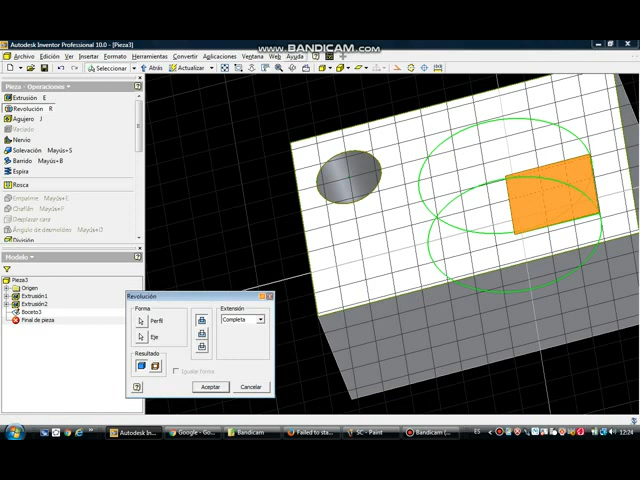 Autodesk Inventor Professional 10.0 - [Pieza3]
www.BANDICAM.com
Archivo Edición Ver Insertar Formato Herramientas Convertir Aplicaciones Ventana Web Ayuda
Seleccionar Atrás Actualizar
Pieza - Operaciones
Extrusión E
Revolución R
Agujero J
Vaciado
Nervio
Solevación Mayús+S
Barrido Mayús+B
Espira
Rosca
Empalme Mayús+E
Chaflán Mayús+F
Desplazar cara
Ángulo de desmoldeo Mayús+D
División
Modelo
Pieza3
Origen
Extrusión1
Extrusión2
Boceto3
Final de pieza
Revolución
Forma
Perfil
Eje
Extensión
Completa
Resultado
Igualar forma
Aceptar
Cancelar
Autodesk In...
Google - Go...
Bandicam
Failed to sta...
SC - Paint
Bandicam (...
ES
12:24